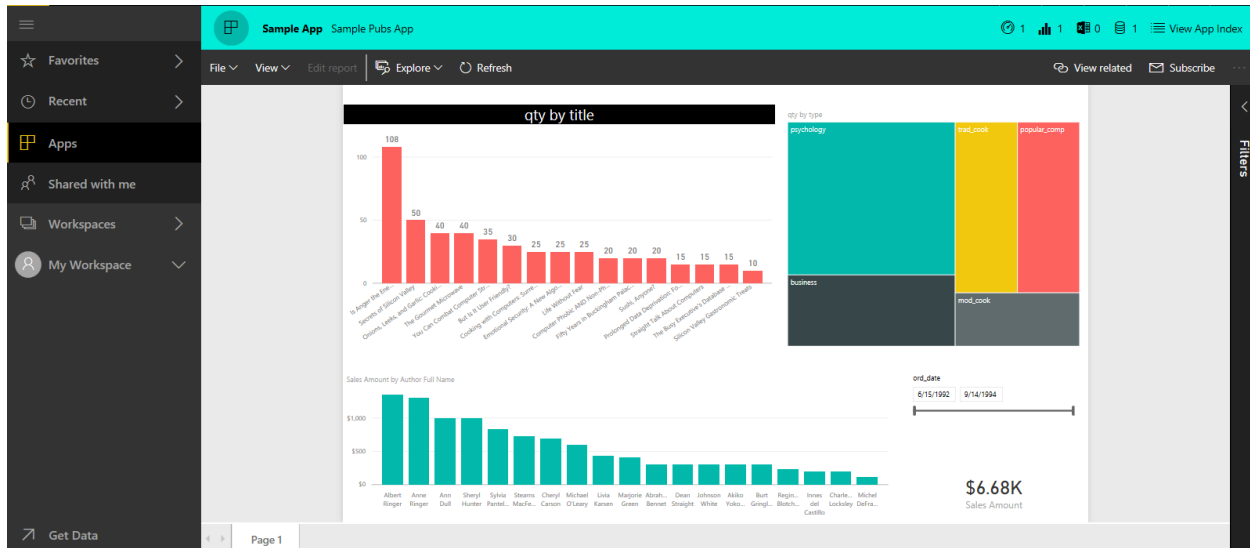 Sample App Sample Pubs App
1 1 0 1 View App Index
Favorites
Recent
Apps
Shared with me
Workspaces
My Workspace
Get Data
File View Edit report Explore Refresh
View related Subscribe ...
Filters
qty by title
100
50
0
108
50
40
40
35
30
25
25
25
20
20
20
15
15
15
10
Is Anger the Ene...
Secrets of Silicon Valley
Onions, Leeks, and Garlic: Cooki...
The Gourmet Microwave
You Can Combat Computer Str...
But Is It User Friendly?
Cooking with Computers: Surre...
Emotional Security: A New Algo...
Life Without Fear
Computer Phobic AND Non-Ph...
Fifty Years in Buckingham Palac...
Sushi, Anyone?
Prolonged Data Deprivation: Fo...
Straight Talk About Computers
The Busy Executive's Database ...
Silicon Valley Gastronomic Treats
qty by type
psychology
business
trad_cook
popular_comp
mod_cook
Sales Amount by Author Full Name
$1,000
$500
$0
Albert
Ringer
Anne
Ringer
Ann
Dull
Sheryl
Hunter
Sylvia
Pantel...
Stearns
MacFe...
Cheryl
Carson
Michael
O'Leary
Livia
Karsen
Marjorie
Green
Abrah...
Bennet
Dean
Straight
Johnson
White
Akiko
Yoko...
Burt
Gringl...
Regin...
Blotch...
Innes
del
Castillo
Charle...
Locksley
Michel
DeFra...
ord_date
6/15/1992 9/14/1994
$6.68K
Sales Amount
Page 1